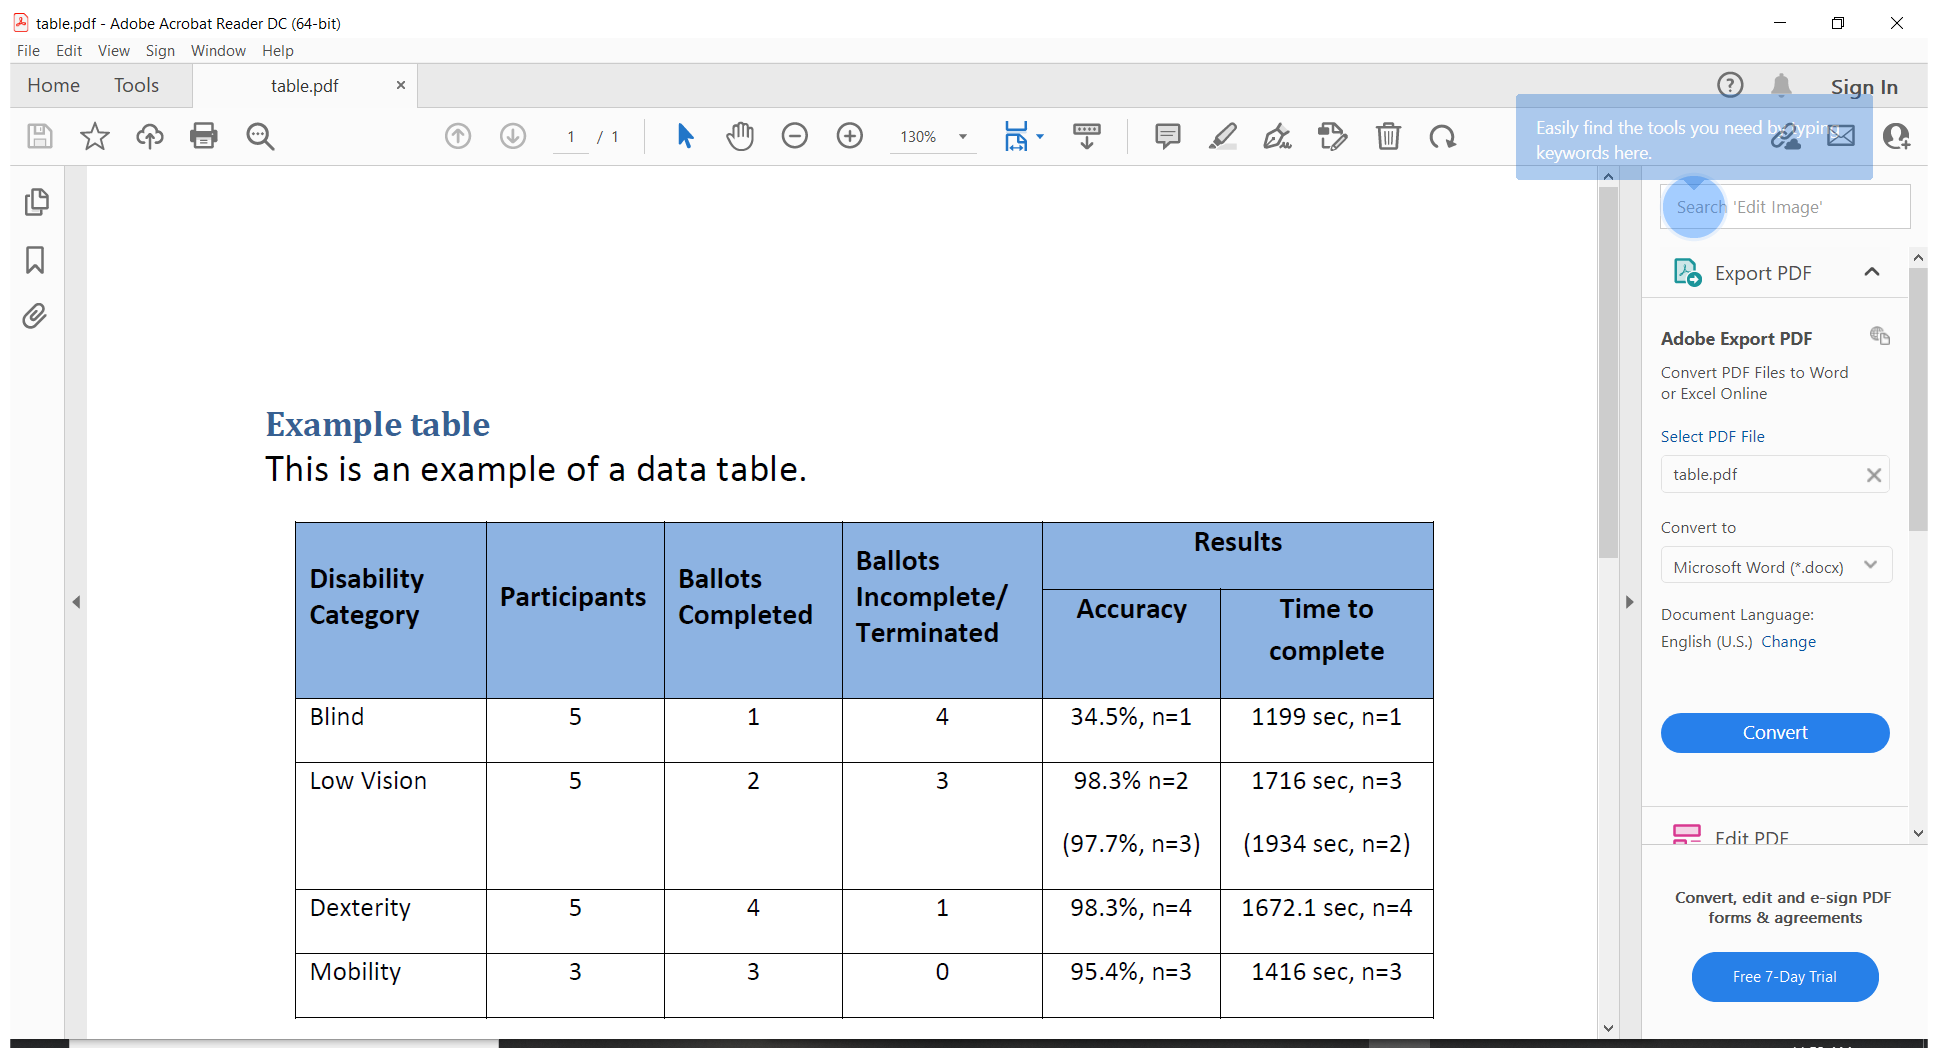 table.pdf - Adobe Acrobat Reader DC (64-bit)
File Edit View Sign Window Help
Home Tools table.pdf Sign In
1 / 1 130%
Easily find the tools you need by typing
keywords here.
Search 'Edit Image'
Export PDF
Adobe Export PDF
Convert PDF Files to Word
or Excel Online
Select PDF File
table.pdf
Convert to
Microsoft Word (*.docx)
Document Language:
English (U.S.) Change
Convert
Edit PDF
Convert, edit and e-sign PDF
forms & agreements
Free 7-Day Trial
Example table
This is an example of a data table.
Disability
Category
Participants
Ballots
Completed
Ballots
Incomplete/
Terminated
Results
Accuracy
Time to
complete
Blind 5 1 4 34.5%, n=1 1199 sec, n=1
Low Vision 5 2 3 98.3% n=2 1716 sec, n=3
(97.7%, n=3) (1934 sec, n=2)
Dexterity 5 4 1 98.3%, n=4 1672.1 sec, n=4
Mobility 3 3 0 95.4%, n=3 1416 sec, n=3